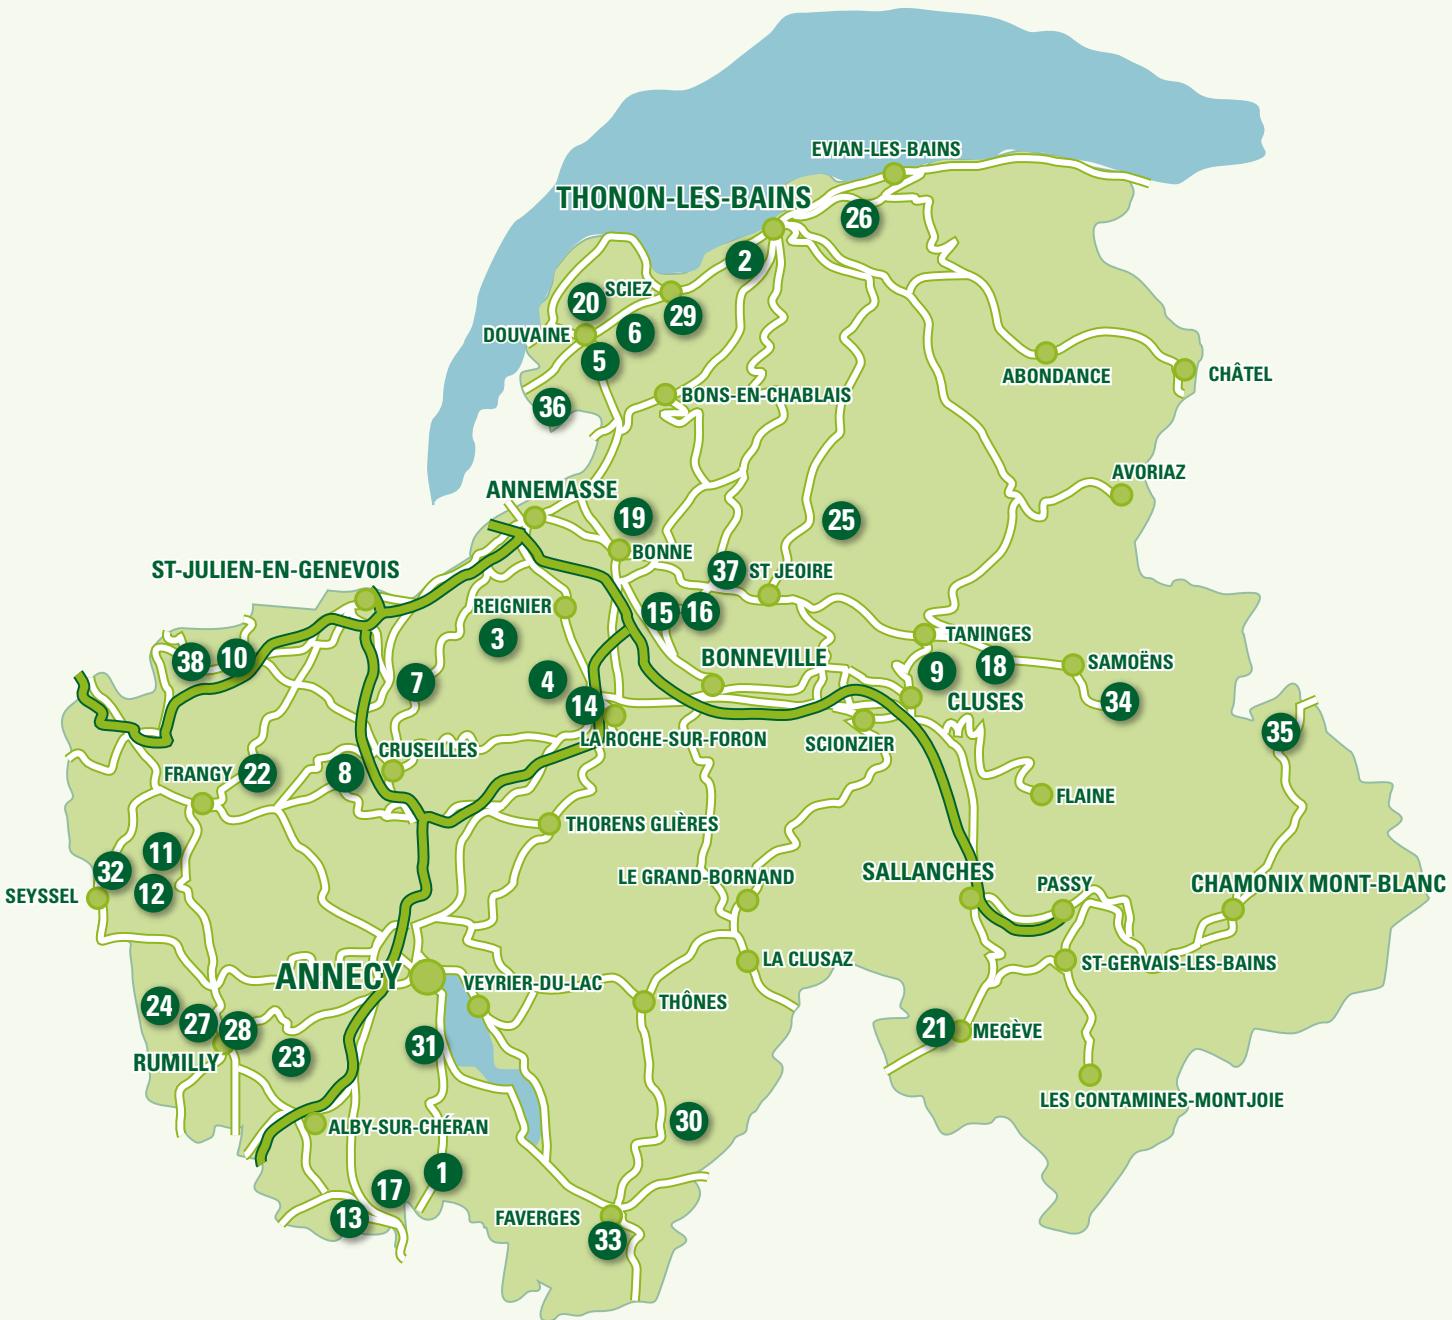 EVIAN-LES-BAINS
THONON-LES-BAINS
26
2
SCIEZ
20
29
6
DOUVAINE
5
ABONDANCE
CHÂTEL
BONS-EN-CHABLAIS
36
AVORIAZ
ANNEMASSE
19
25
BONNE
ST-JULIEN-EN-GENEVOIS
37
ST JEOIRE
REIGNIER
15
16
3
TANINGES
38
10
BONNEVILLE
9
18
SAMOËNS
7
4
14
CLUSES
34
LA ROCHE-SUR-FORON
SCIONZIER
35
CRUSEILLES
FRANGY
22
8
FLAINE
THORENS GLIÈRES
11
32
12
SEYSSEL
LE GRAND-BORNAND
SALLANCHES
PASSY
CHAMONIX MONT-BLANC
LA CLUSAZ
ST-GERVAIS-LES-BAINS
ANNECY
VEYRIER-DU-LAC
THÔNES
24
27
28
21
MEGÈVE
31
23
RUMILLY
LES CONTAMINES-MONTJOIE
30
ALBY-SUR-CHÉRAN
1
17
13
FAVERGES
33